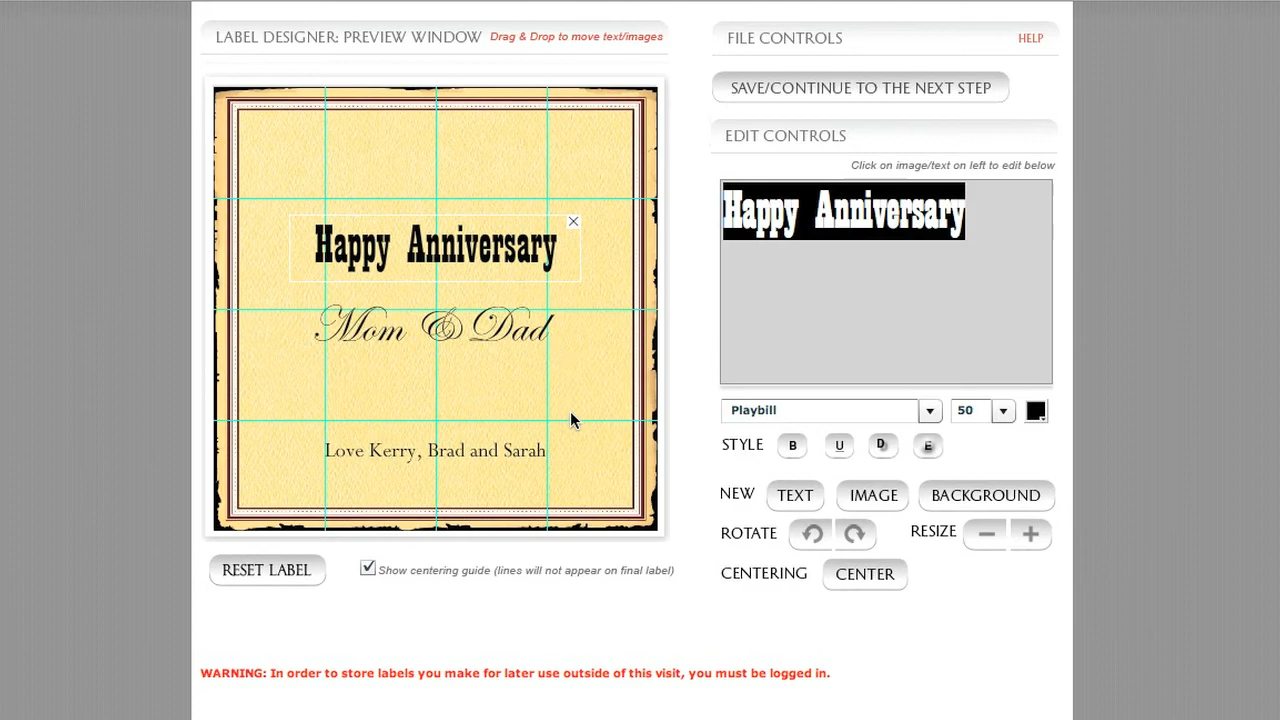 LABEL DESIGNER: PREVIEW WINDOW Drag & Drop to move text/images
Happy Anniversary
Mom & Dad
Love Kerry, Brad and Sarah
RESET LABEL
Show centering guide (lines will not appear on final label)
FILE CONTROLS HELP
SAVE/CONTINUE TO THE NEXT STEP
EDIT CONTROLS
Click on image/text on left to edit below
Happy Anniversary
Playbill 50
STYLE B U D E
NEW TEXT IMAGE BACKGROUND
ROTATE RESIZE
CENTERING CENTER
WARNING: In order to store labels you make for later use outside of this visit, you must be logged in.